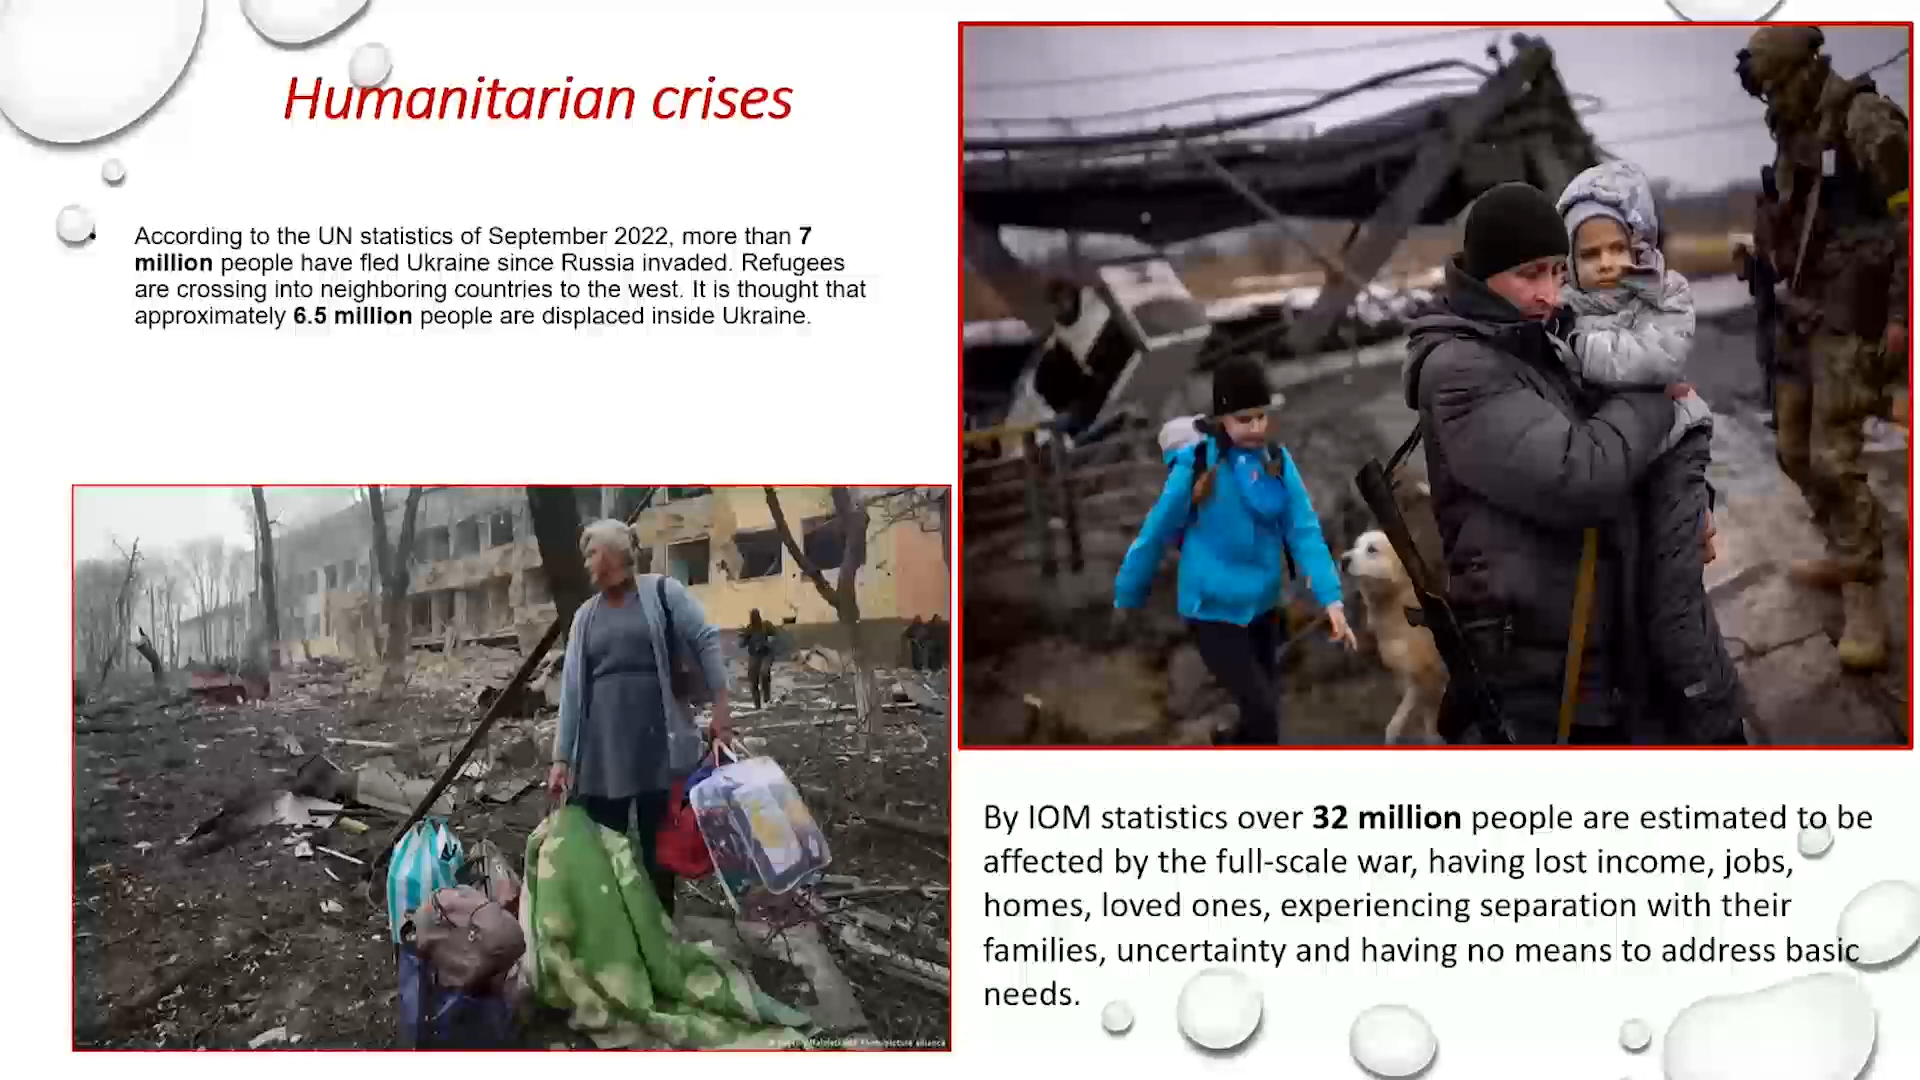 Humanitarian crises
According to the UN statistics of September 2022, more than 7
million people have fled Ukraine since Russia invaded. Refugees
are crossing into neighboring countries to the west. It is thought that
approximately 6.5 million people are displaced inside Ukraine.
By IOM statistics over 32 million people are estimated to be
affected by the full-scale war, having lost income, jobs,
homes, loved ones, experiencing separation with their
families, uncertainty and having no means to address basic
needs.